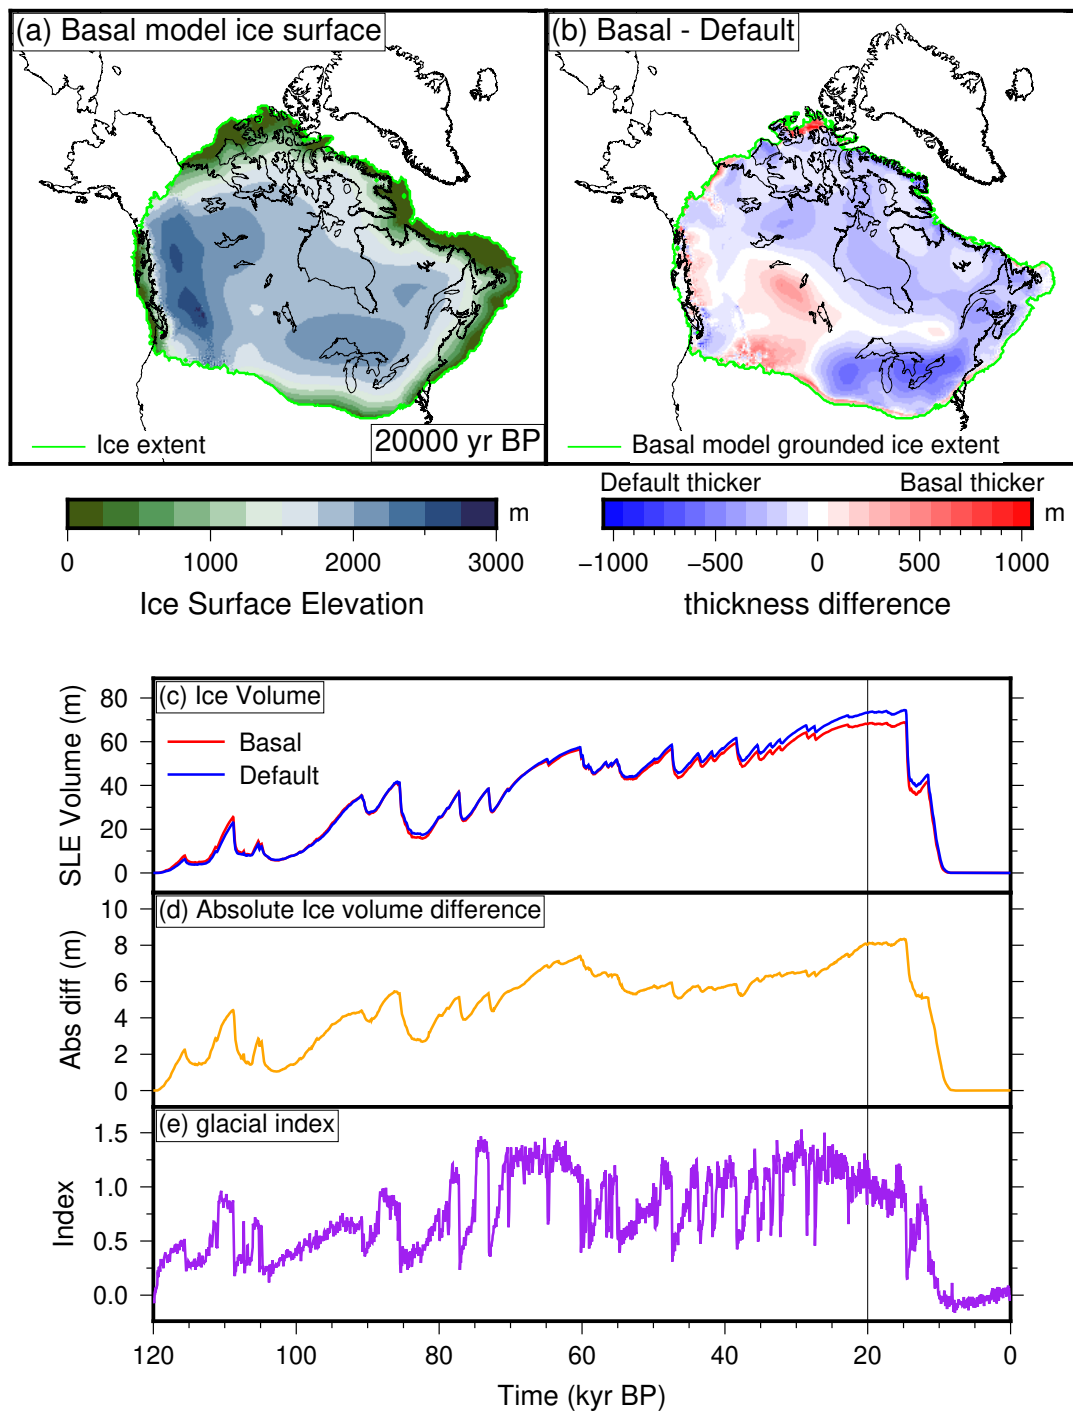 (a) Basal model ice surface
(b) Basal - Default
Ice extent
20000 yr BP
Basal model grounded ice extent
Default thicker
Basal thicker
m
m
0
1000
2000
3000
−1000
−500
0
500
1000
Ice Surface Elevation
thickness difference
(c) Ice Volume
Basal
Default
SLE Volume (m)
80
60
40
20
0
(d) Absolute Ice volume difference
Abs diff (m)
10
8
6
4
2
0
(e) glacial index
Index
1.5
1.0
0.5
0.0
120
100
80
60
40
20
0
Time (kyr BP)